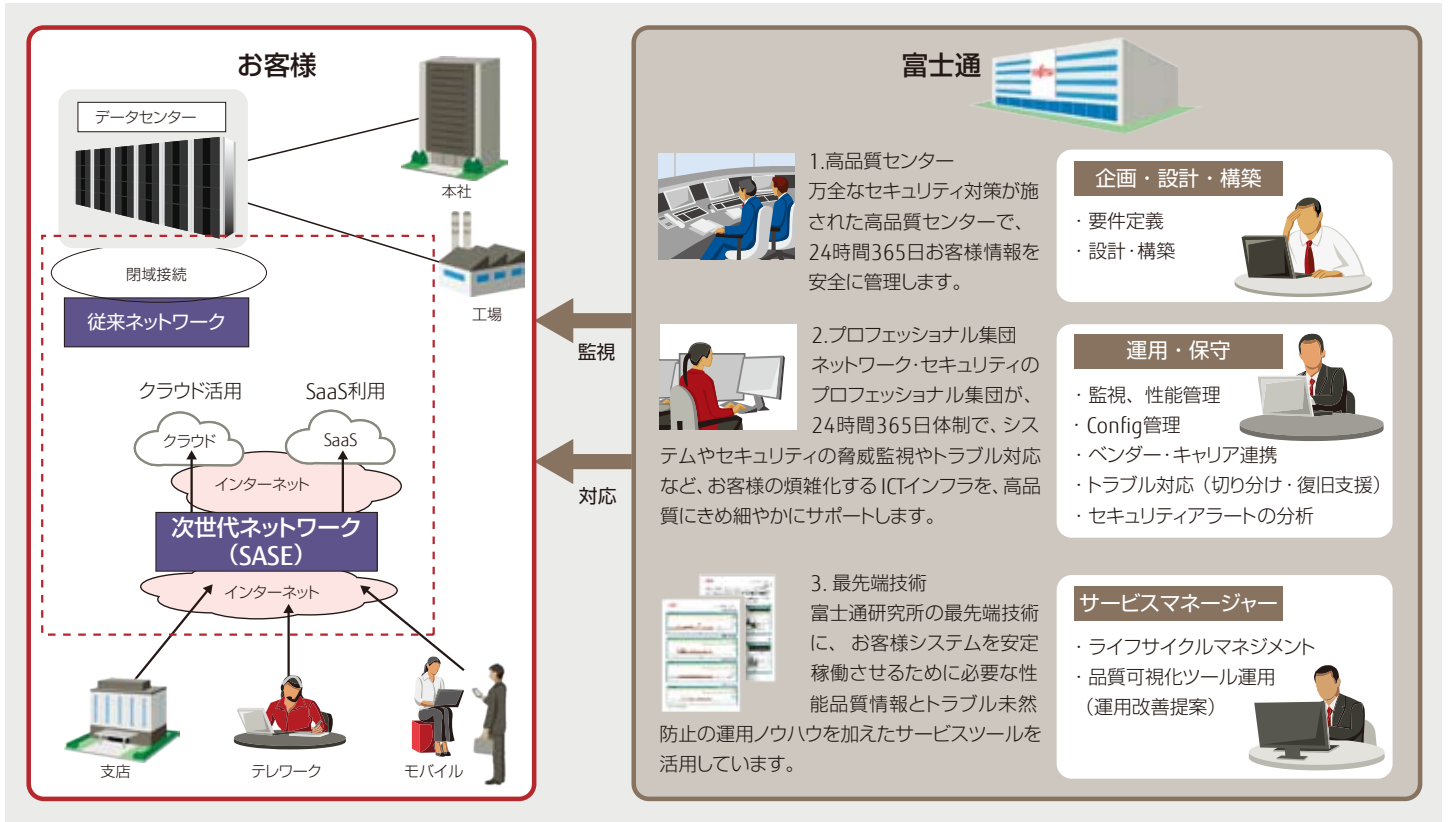 お客様
データセンター
本社
閉域接続
従来ネットワーク
工場
クラウド活用
SaaS利用
クラウド
SaaS
インターネット
次世代ネットワーク
（SASE）
インターネット
支店
テレワーク
モバイル
監視
対応
富士通
1.高品質センター
万全なセキュリティ対策が施
された高品質センターで、
24時間365日お客様情報を
安全に管理します。
2.プロフェッショナル集団
ネットワーク・セキュリティの
プロフェッショナル集団が、
24時間365日体制で、シス
テムやセキュリティの脅威監視やトラブル対応
など、お客様の煩雑化するICTインフラを、高品
質にきめ細やかにサポートします。
3. 最先端技術
富士通研究所の最先端技術
に、 お客様システムを安定
稼働させるために必要な性
能品質情報とトラブル未然
防止の運用ノウハウを加えたサービスツールを
活用しています。
企画・設計・構築
・要件定義
・設計・構築
運用・保守
・監視、性能管理
・Config管理
・ベンダー・キャリア連携
・トラブル対応（切り分け・復旧支援）
・セキュリティアラートの分析
サービスマネージャー
・ライフサイクルマネジメント
・品質可視化ツール運用
（運用改善提案）